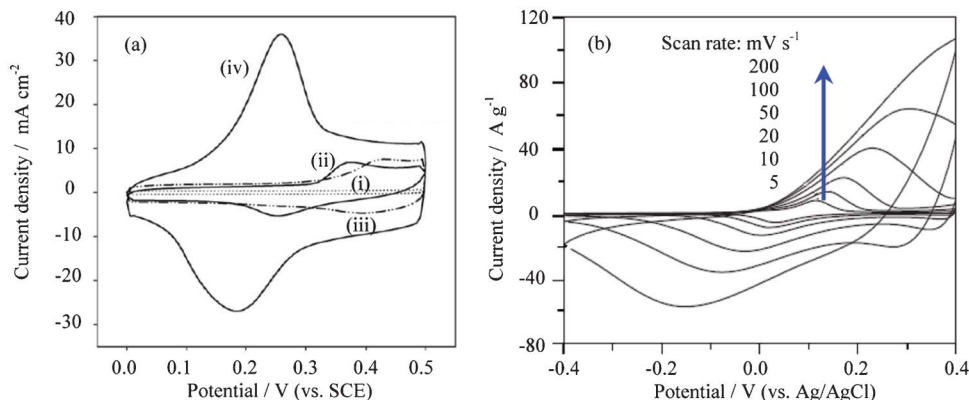 (a)
40
30
20
10
0
-10
-20
-30
Current density / mA cm-2
(iv)
(ii)
(i)
(iii)
0.0 0.1 0.2 0.3 0.4 0.5
Potential / V (vs. SCE)
(b)
Scan rate: mV s-1
200
100
50
20
10
5
120
80
40
0
-40
-80
Current density / A g-1
-0.4 -0.2 0.0 0.2 0.4
Potential / V (vs. Ag/AgCl)